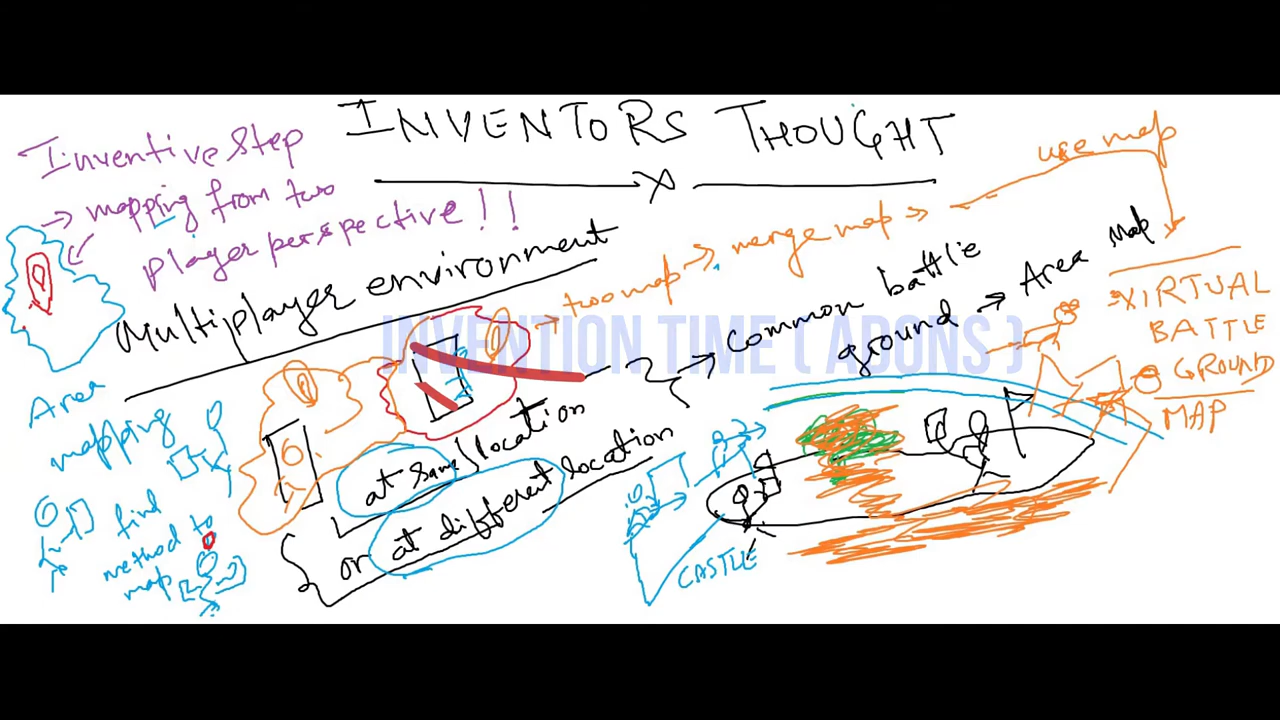 INVENTORS THOUGHT
X
Inventive Step
→ mapping from two
player perspective!!
Multiplayer environment
use map
two map → merge map →
common battle
ground → Area Map
VIRTUAL
BATTLE
GROUND
MAP
INVENTION TIME ( ADONS )
Area
mapping
find
method to
map
at same location
or at different location
CASTLE